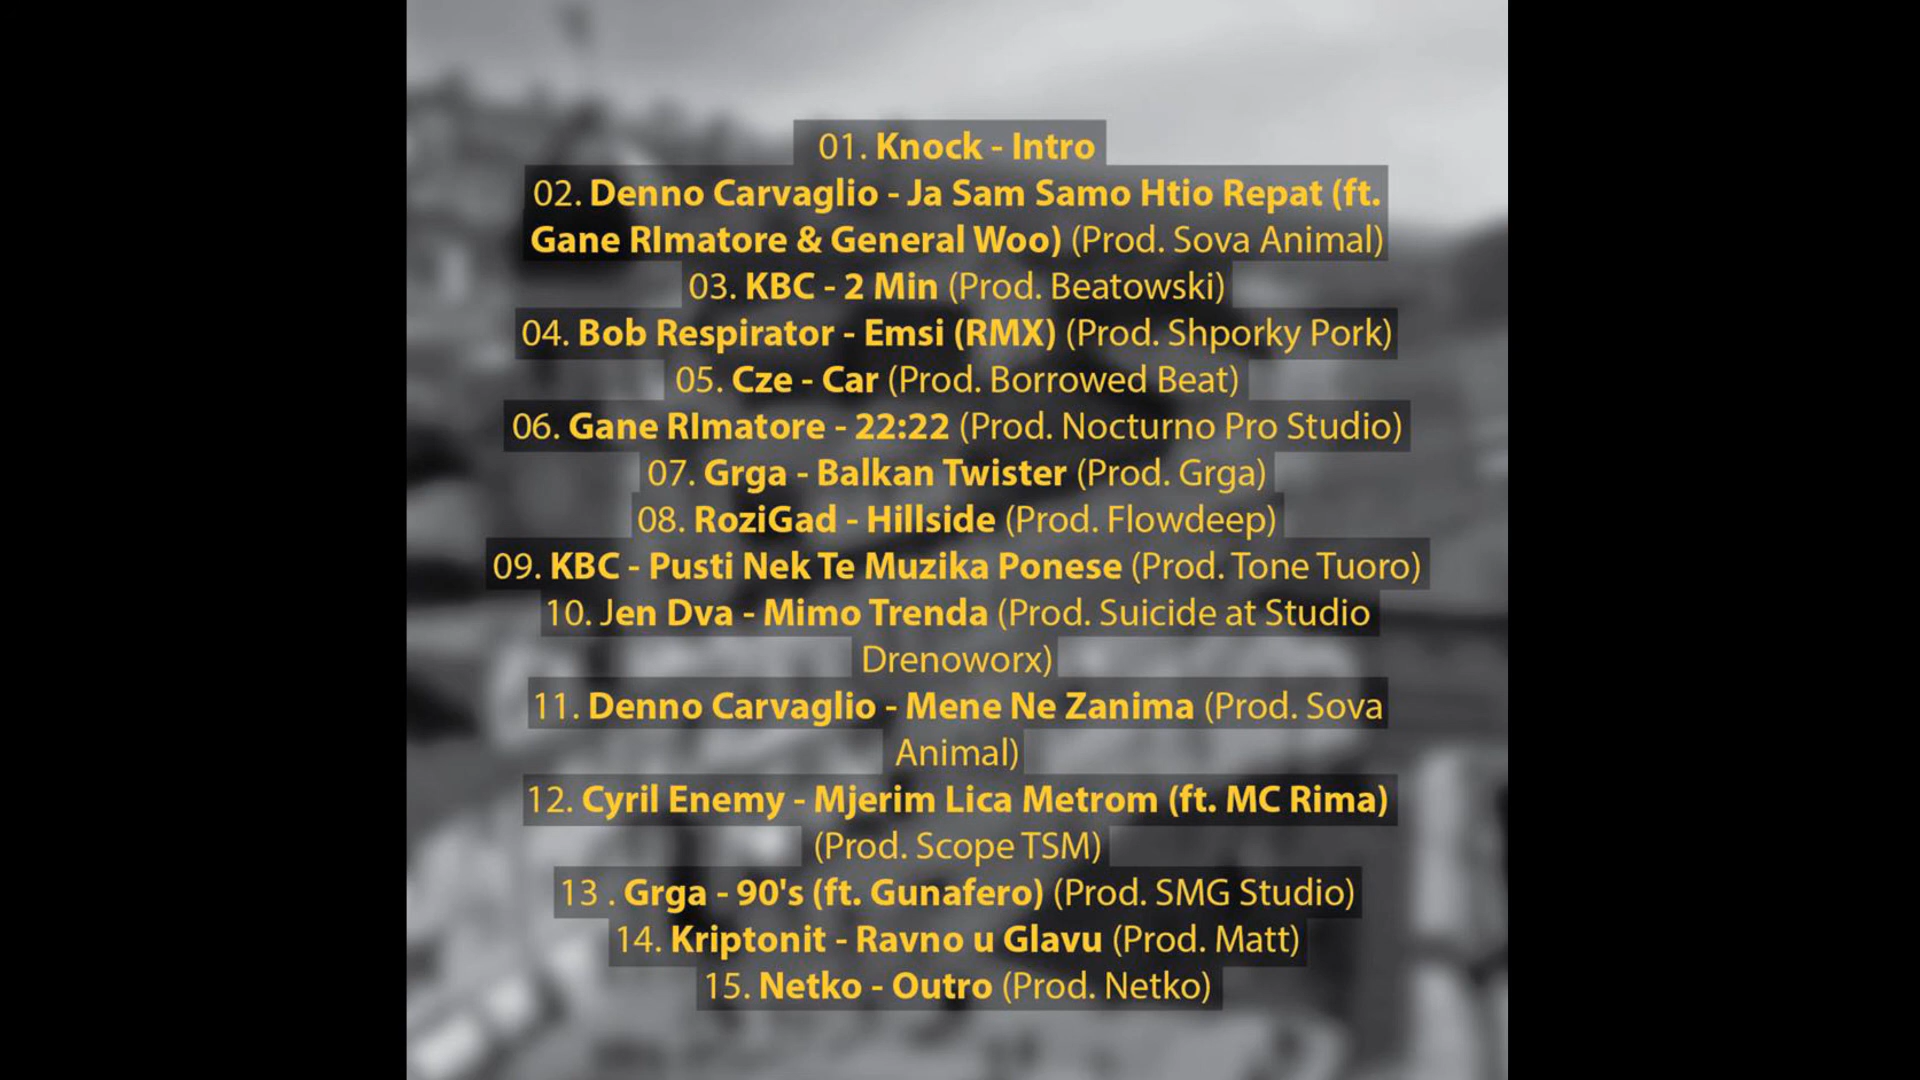 01. Knock - Intro
02. Denno Carvaglio - Ja Sam Samo Htio Repat (ft.
Gane RImatore & General Woo) (Prod. Sova Animal)
03. KBC - 2 Min (Prod. Beatowski)
04. Bob Respirator - Emsi (RMX) (Prod. Shporky Pork)
05. Cze - Car (Prod. Borrowed Beat)
06. Gane RImatore - 22:22 (Prod. Nocturno Pro Studio)
07. Grga - Balkan Twister (Prod. Grga)
08. RoziGad - Hillside (Prod. Flowdeep)
09. KBC - Pusti Nek Te Muzika Ponese (Prod. Tone Tuoro)
10. Jen Dva - Mimo Trenda (Prod. Suicide at Studio
Drenoworx)
11. Denno Carvaglio - Mene Ne Zanima (Prod. Sova
Animal)
12. Cyril Enemy - Mjerim Lica Metrom (ft. MC Rima)
(Prod. Scope TSM)
13 . Grga - 90's (ft. Gunafero) (Prod. SMG Studio)
14. Kriptonit - Ravno u Glavu (Prod. Matt)
15. Netko - Outro (Prod. Netko)